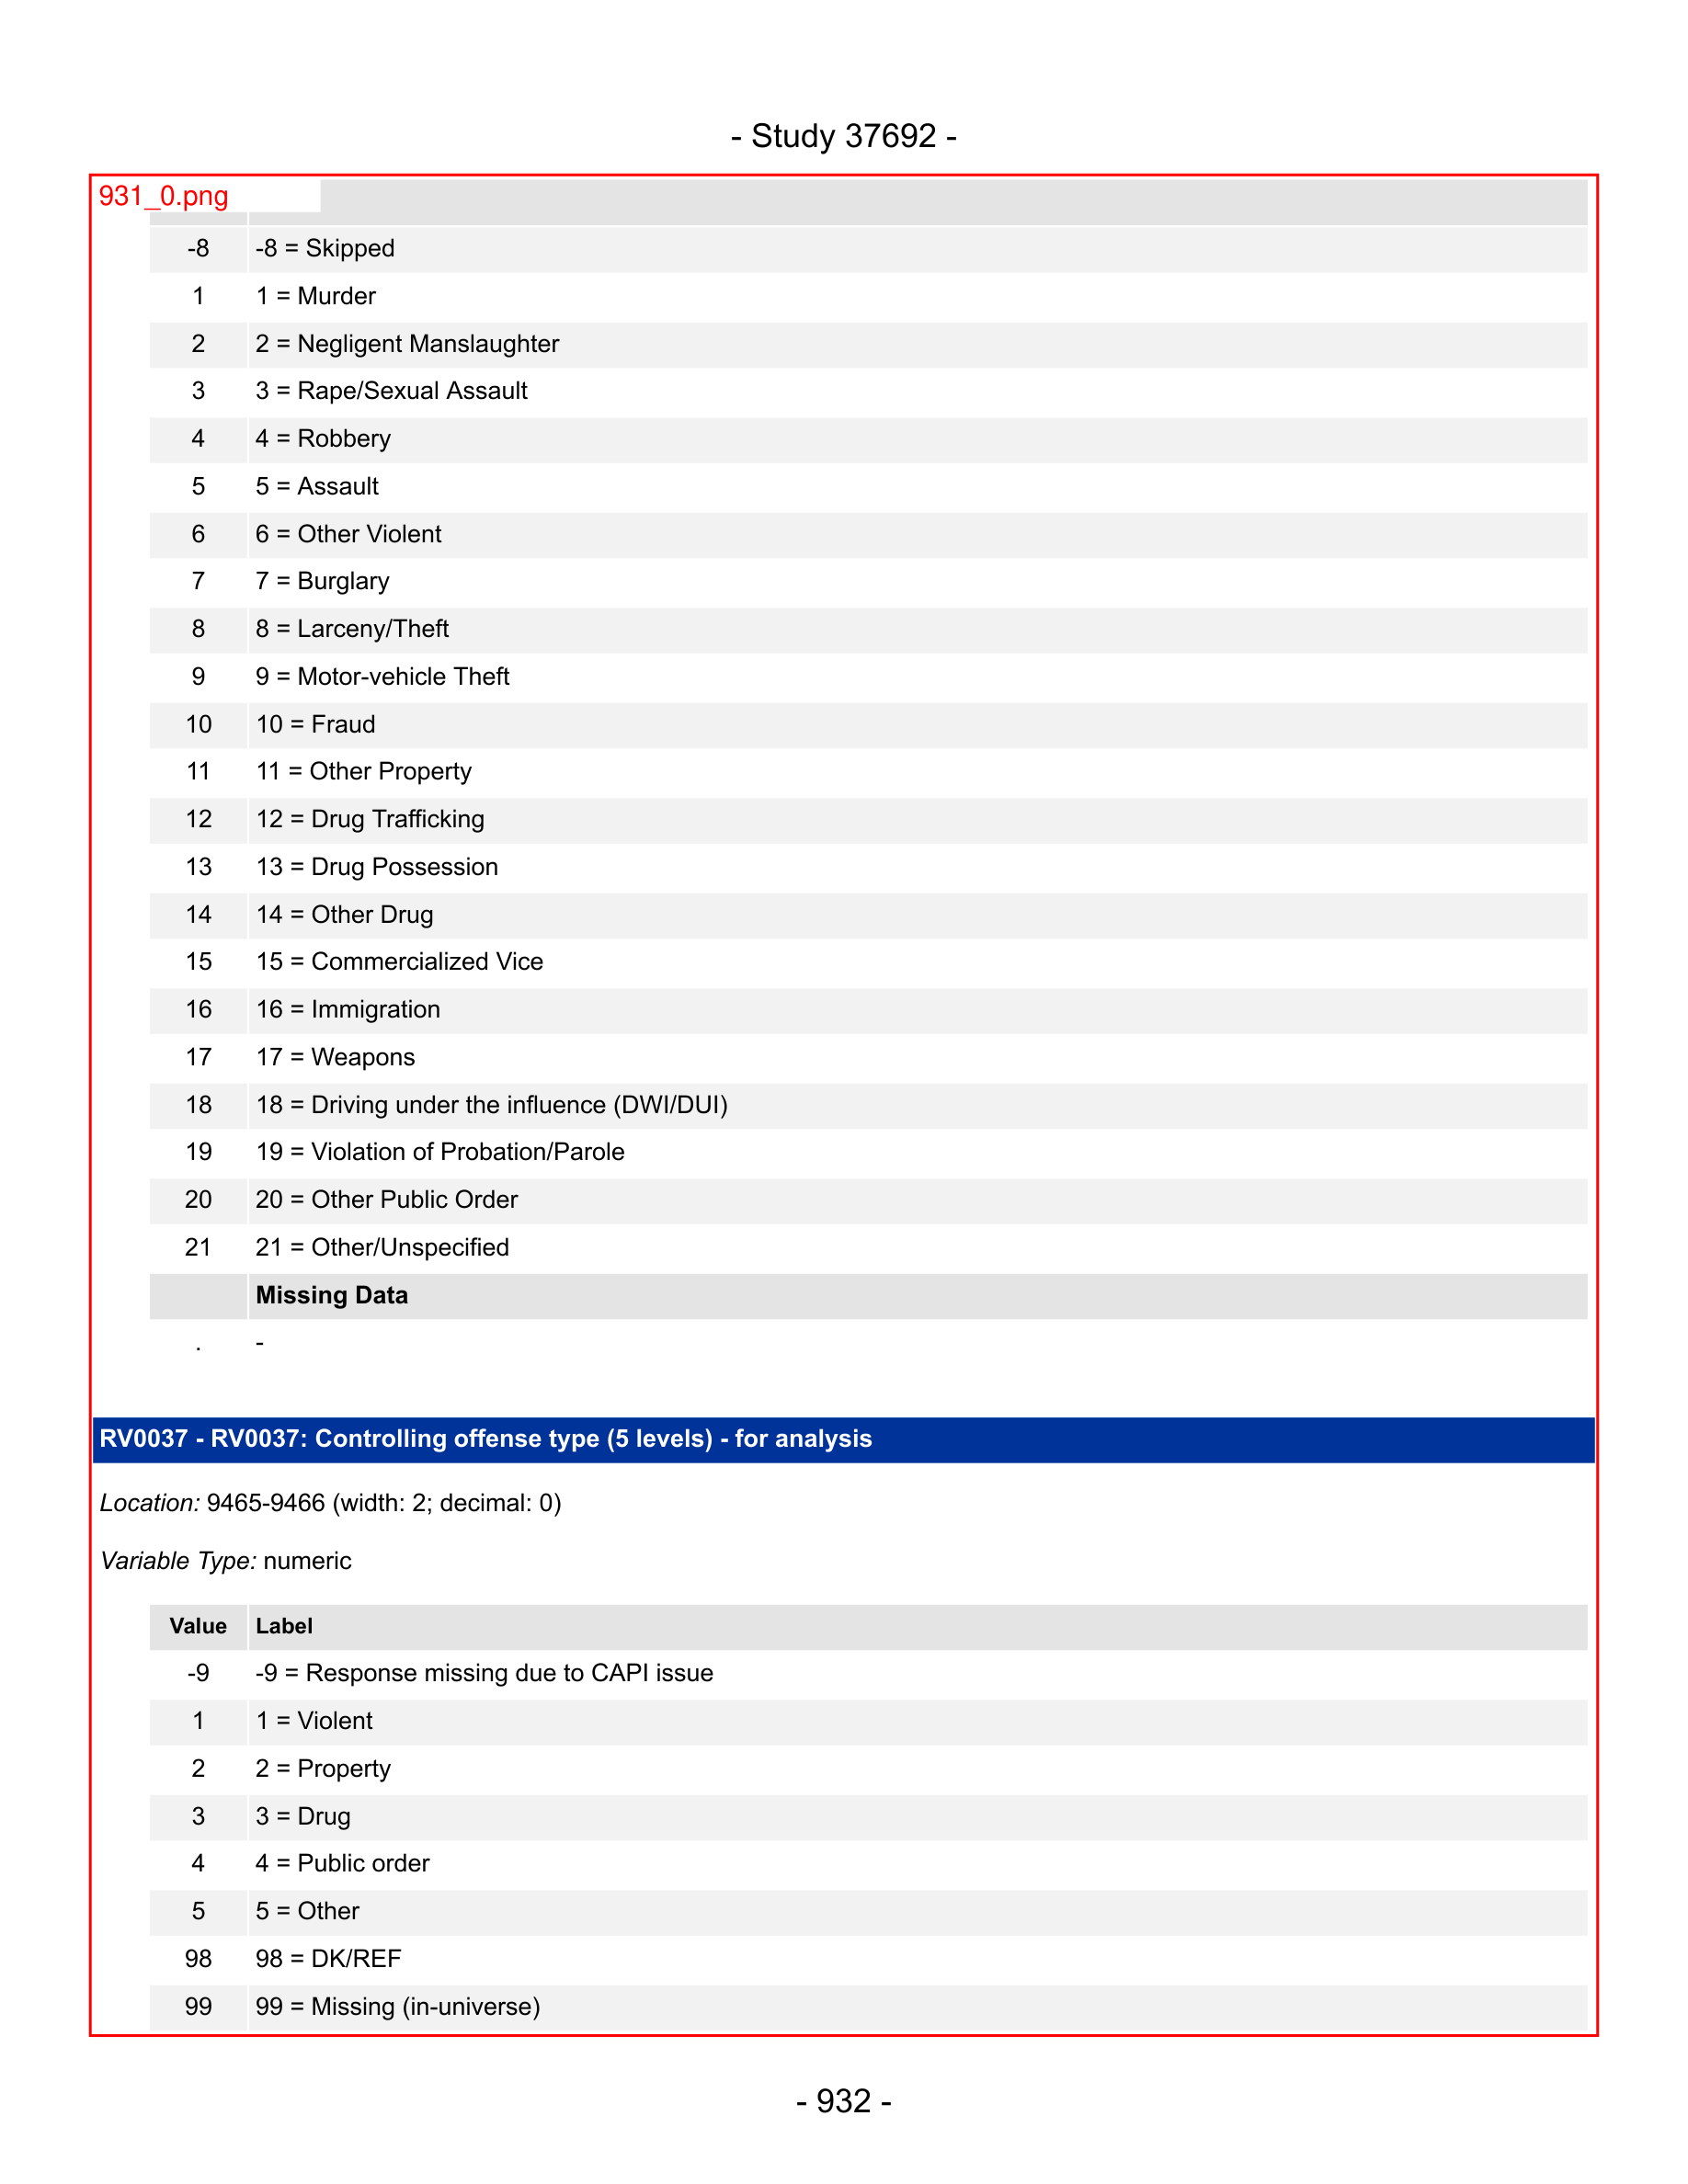 - Study 37692 -
931_0.png
-8 -8 = Skipped
1 1 = Murder
2 2 = Negligent Manslaughter
3 3 = Rape/Sexual Assault
4 4 = Robbery
5 5 = Assault
6 6 = Other Violent
7 7 = Burglary
8 8 = Larceny/Theft
9 9 = Motor-vehicle Theft
10 10 = Fraud
11 11 = Other Property
12 12 = Drug Trafficking
13 13 = Drug Possession
14 14 = Other Drug
15 15 = Commercialized Vice
16 16 = Immigration
17 17 = Weapons
18 18 = Driving under the influence (DWI/DUI)
19 19 = Violation of Probation/Parole
20 20 = Other Public Order
21 21 = Other/Unspecified
Missing Data
. -
RV0037 - RV0037: Controlling offense type (5 levels) - for analysis
Location: 9465-9466 (width: 2; decimal: 0)
Variable Type: numeric
Value Label
-9 -9 = Response missing due to CAPI issue
1 1 = Violent
2 2 = Property
3 3 = Drug
4 4 = Public order
5 5 = Other
98 98 = DK/REF
99 99 = Missing (in-universe)
- 932 -